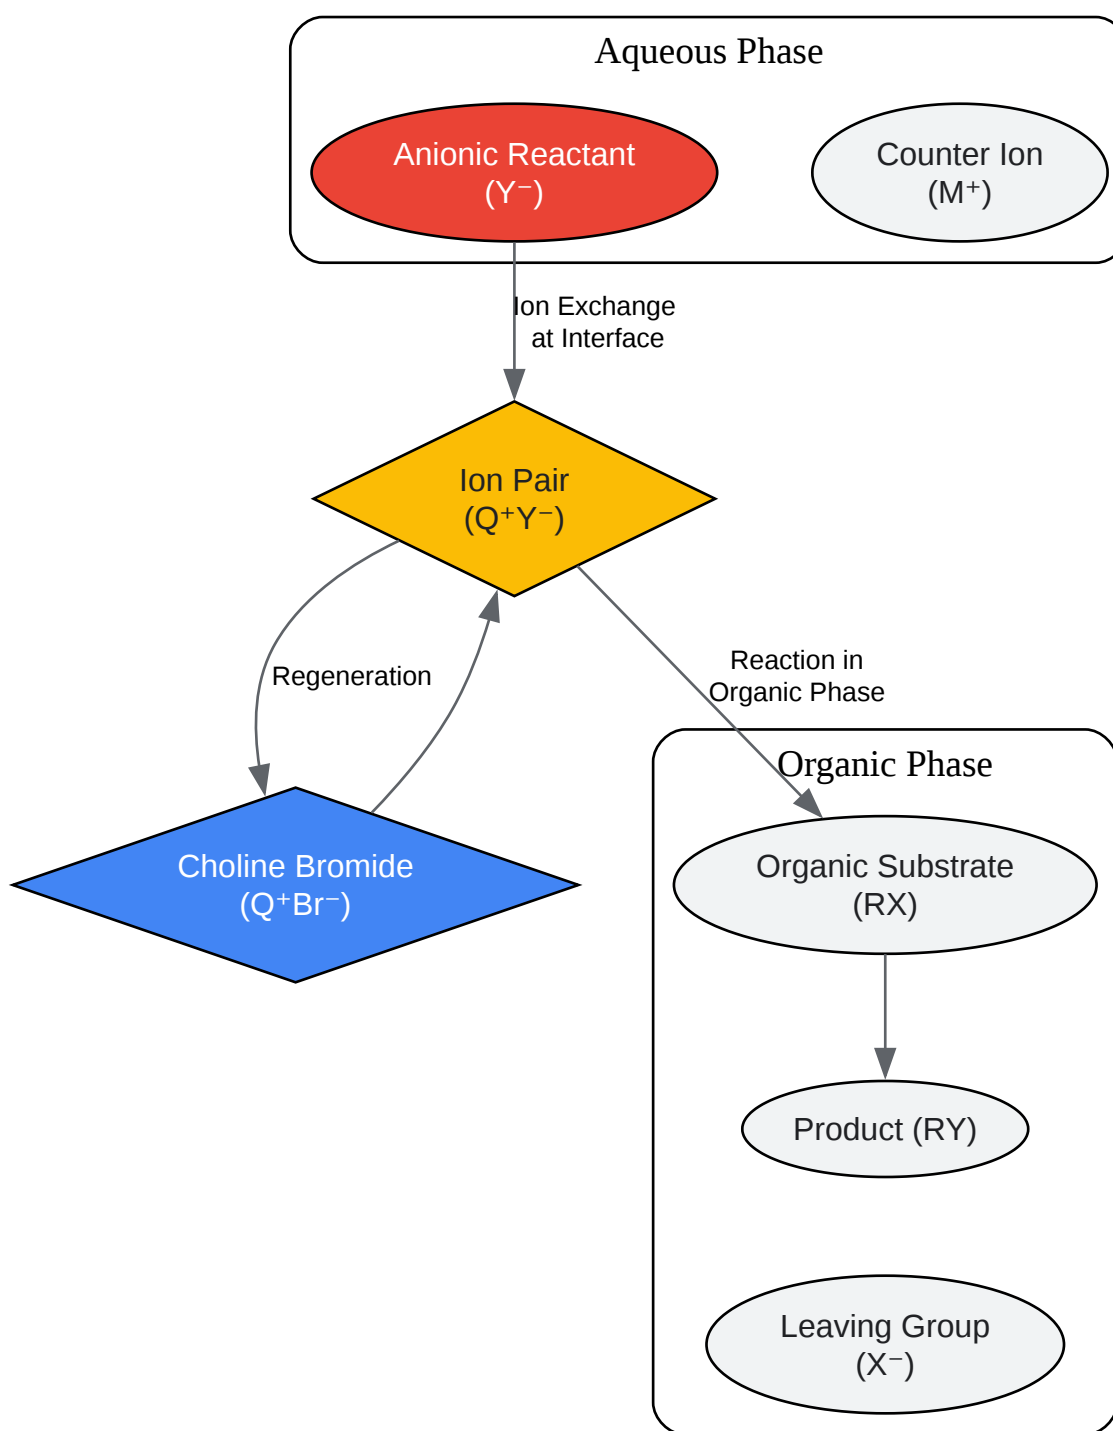 Aqueous Phase
Anionic Reactant
(Y⁻)
Counter Ion
(M⁺)
Ion Exchange
at Interface
Ion Pair
(Q⁺Y⁻)
Regeneration
Reaction in
Organic Phase
Organic Phase
Choline Bromide
(Q⁺Br⁻)
Organic Substrate
(RX)
Product (RY)
Leaving Group
(X⁻)